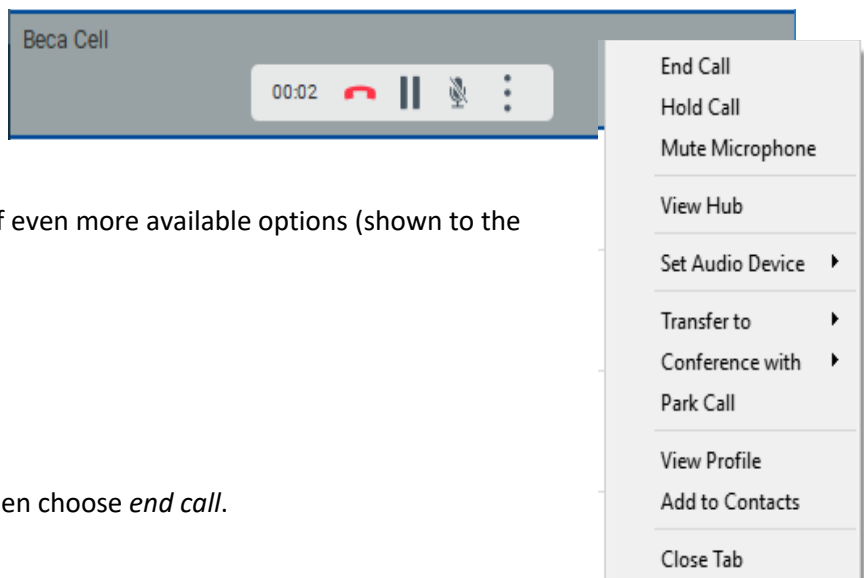 Beca Cell
00:02
End Call
Hold Call
Mute Microphone
View Hub
Set Audio Device
Transfer to
Conference with
Park Call
View Profile
Add to Contacts
Close Tab
even more available options (shown to the
choose end call.